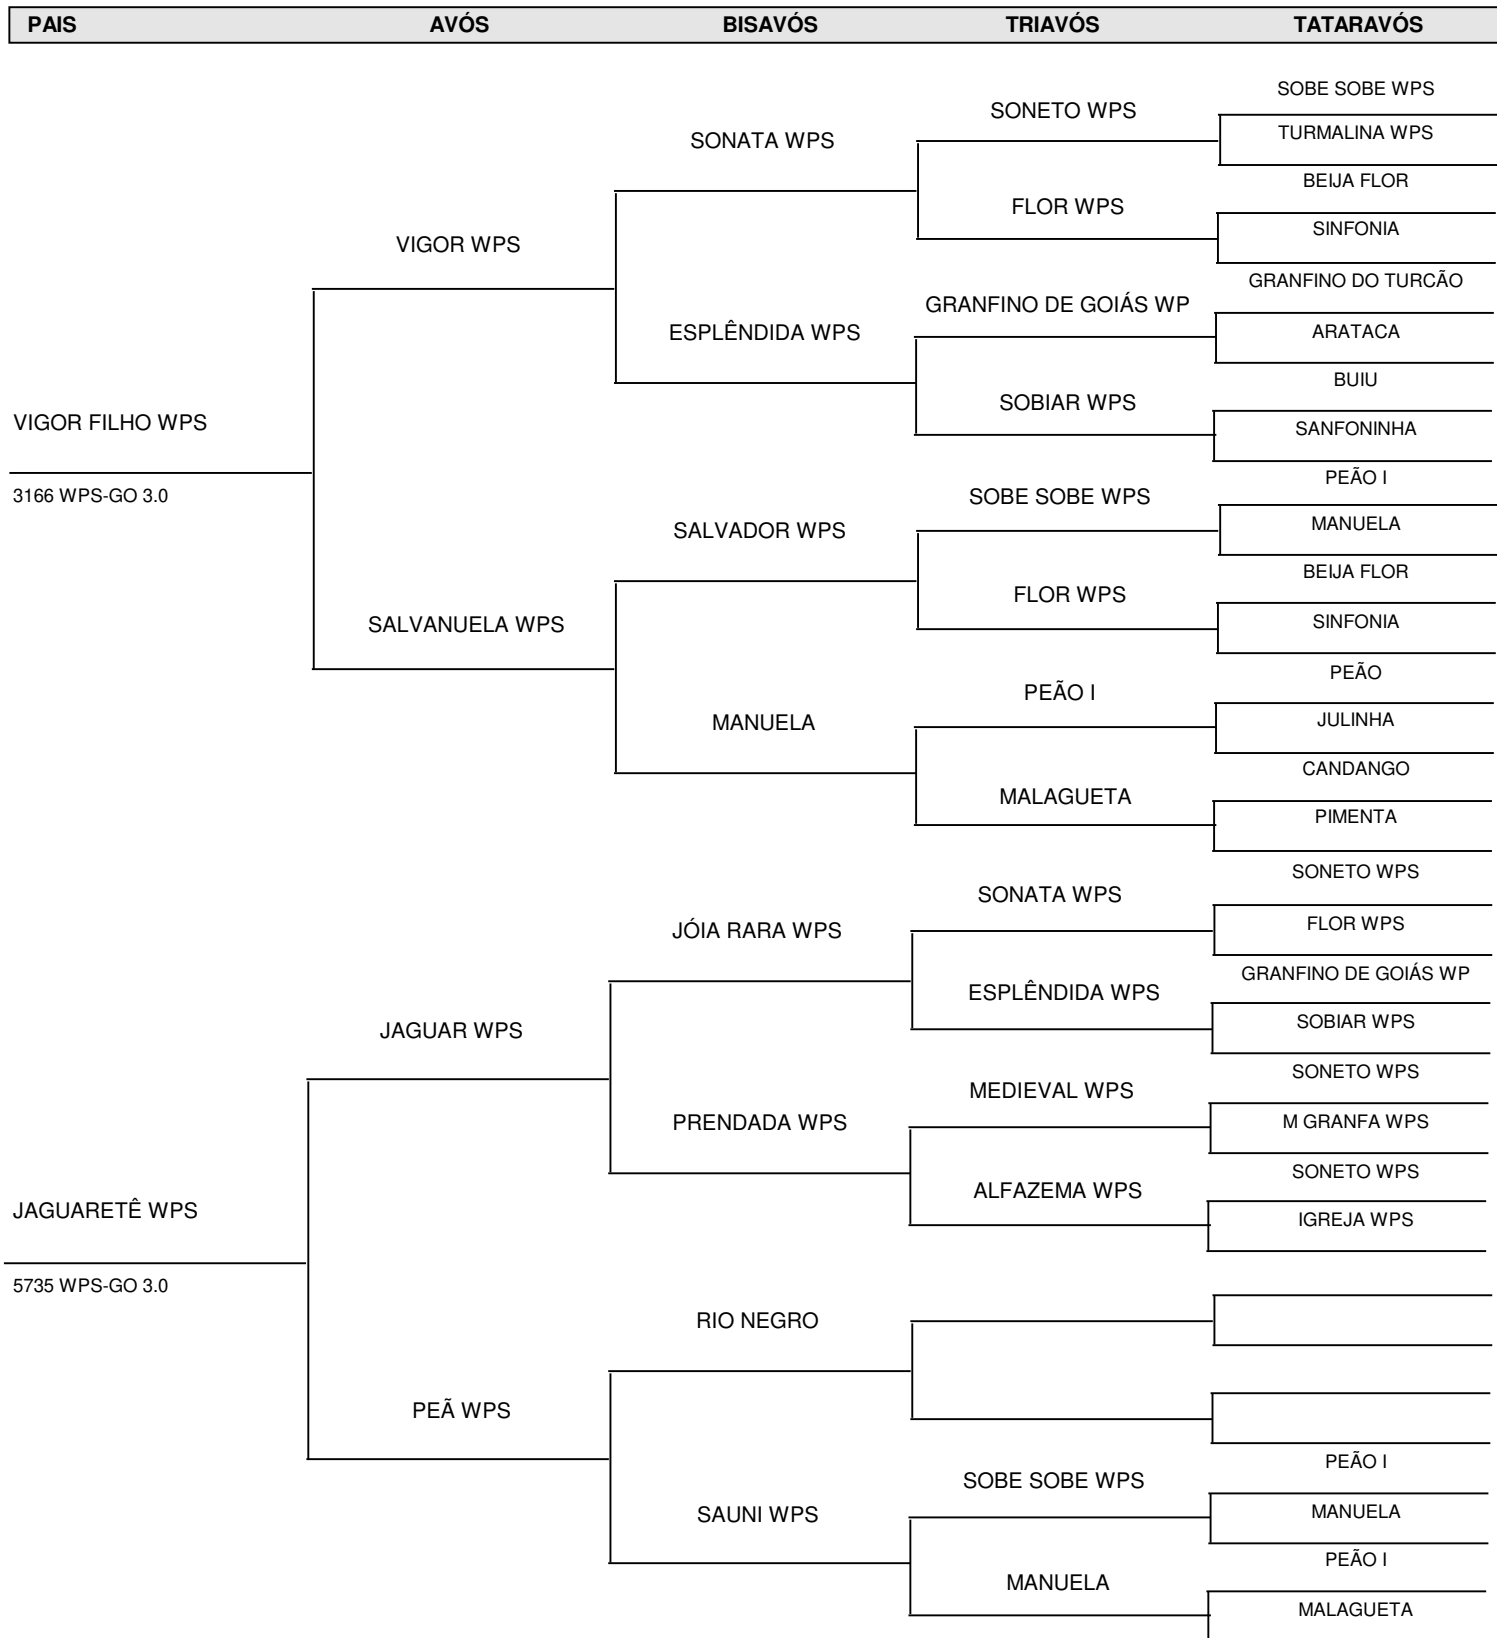 PAIS AVÓS BISAVÓS TRIAVÓS TATARAVÓS
SOBE SOBE WPS
SONETO WPS
TURMALINA WPS
SONATA WPS
BEIJA FLOR
FLOR WPS
SINFONIA
VIGOR WPS
GRANFINO DO TURCÃO
GRANFINO DE GOIÁS WP
ARATACA
ESPLÊNDIDA WPS
BUIU
SOBIAR WPS
SANFONINHA
VIGOR FILHO WPS
3166 WPS-GO 3.0
PEÃO I
SOBE SOBE WPS
MANUELA
SALVADOR WPS
BEIJA FLOR
FLOR WPS
SINFONIA
SALVANUELA WPS
PEÃO
PEÃO I
JULINHA
MANUELA
CANDANGO
MALAGUETA
PIMENTA
SONETO WPS
SONATA WPS
FLOR WPS
JÓIA RARA WPS
GRANFINO DE GOIÁS WP
ESPLÊNDIDA WPS
SOBIAR WPS
JAGUAR WPS
SONETO WPS
MEDIEVAL WPS
M GRANFA WPS
PRENDADA WPS
SONETO WPS
ALFAZEMA WPS
IGREJA WPS
JAGUARETÊ WPS
5735 WPS-GO 3.0
RIO NEGRO
PEÃ WPS
PEÃO I
SOBE SOBE WPS
MANUELA
SAUNI WPS
PEÃO I
MANUELA
MALAGUETA